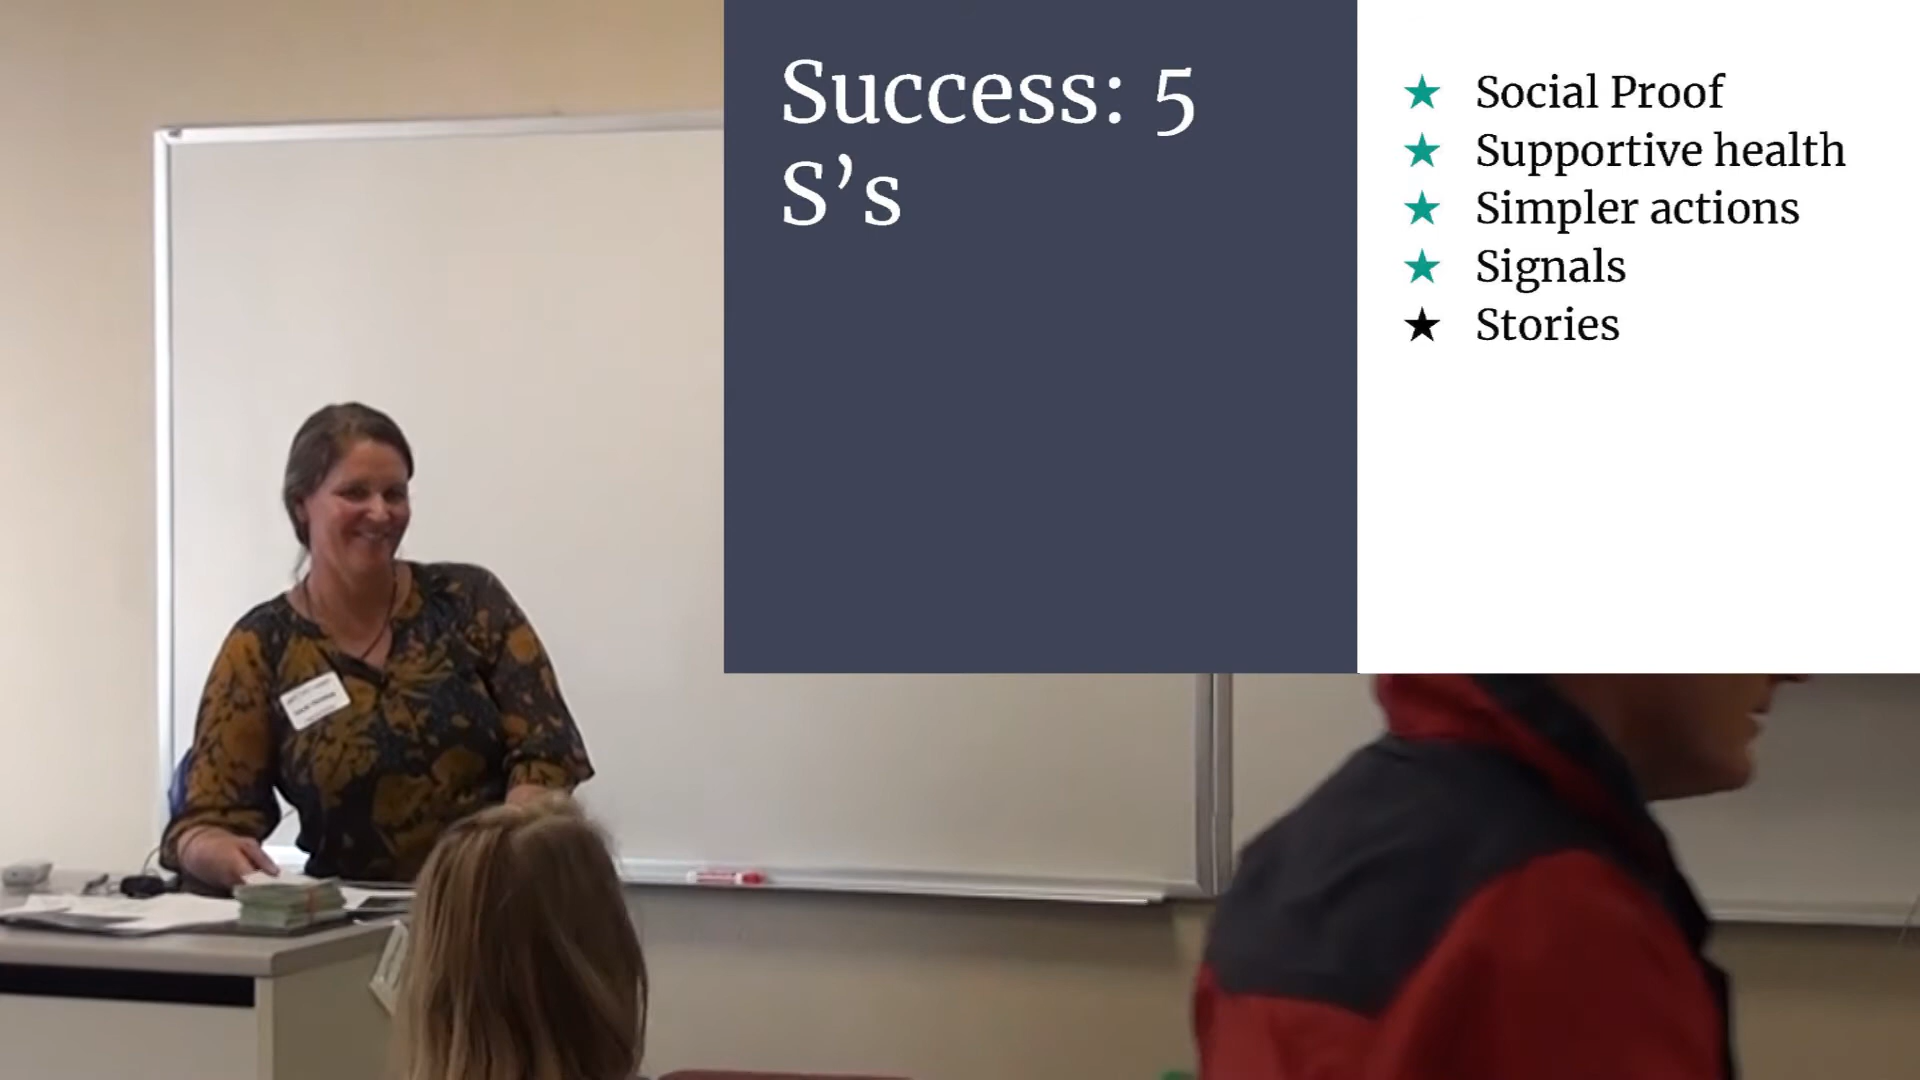 Success: 5
S’s
★ Social Proof
★ Supportive health
★ Simpler actions
★ Signals
★ Stories